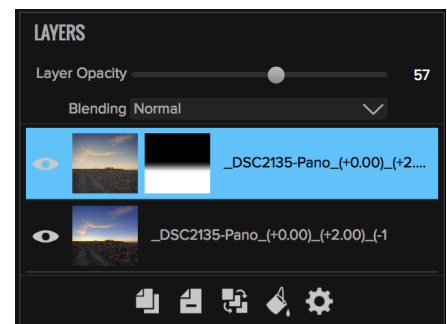 LAYERS
Layer Opacity 57
Blending Normal
_DSC2135-Pano_(+0.00)_(+2....
_DSC2135-Pano_(+0.00)_(+2.00)_(-1